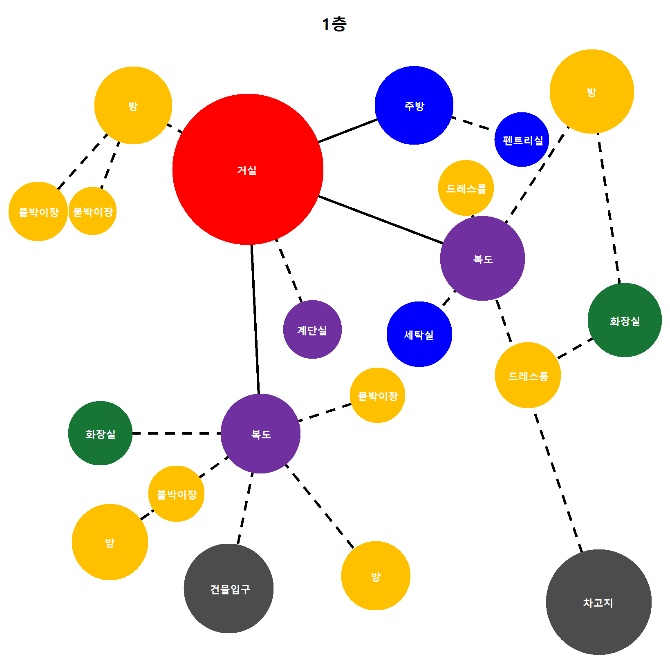 1층
방
거실
주방
방
펜트리실
드레스룸
붙박이장
붙박이장
복도
계단실
세탁실
화장실
드레스룸
붙박이장
화장실
복도
붙박이장
방
건물입구
방
차고지